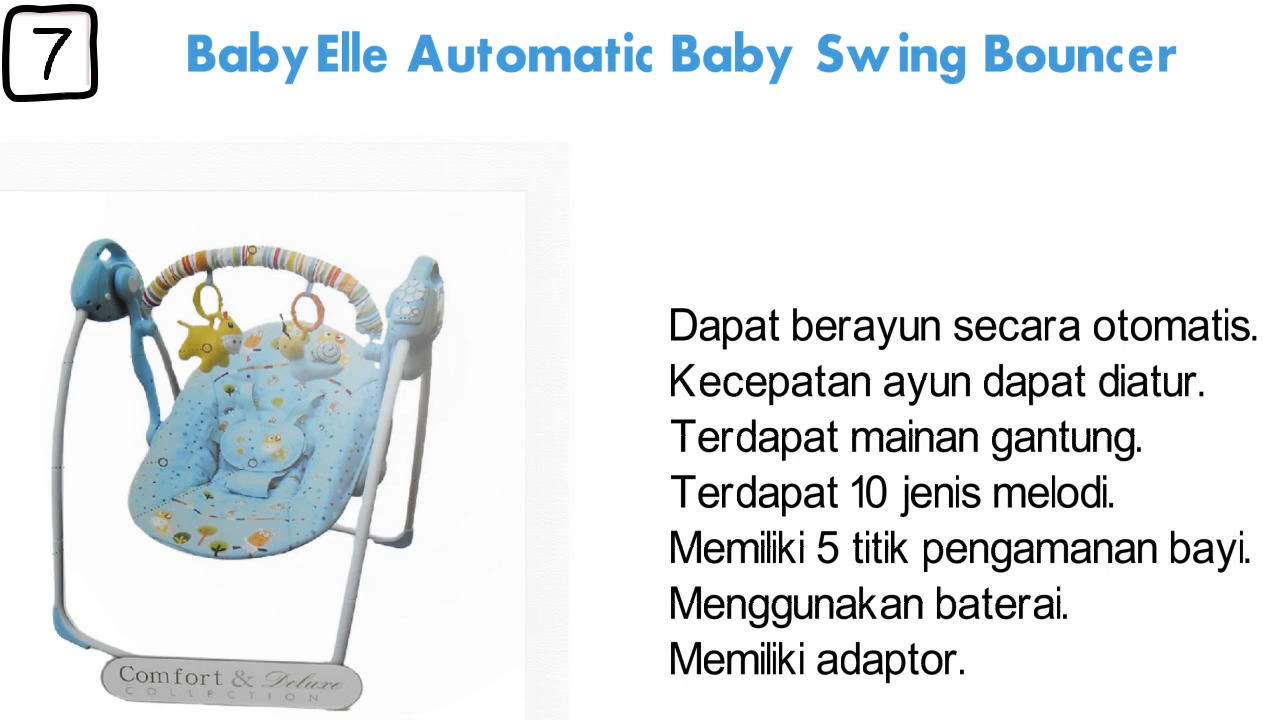 7
BabyElle Automatic Baby Swing Bouncer
Dapat berayun secara otomatis.
Kecepatan ayun dapat diatur.
Terdapat mainan gantung.
Terdapat 10 jenis melodi.
Memiliki 5 titik pengamanan bayi.
Menggunakan baterai.
Memiliki adaptor.
Comfort & Deluxe
COLLECTION